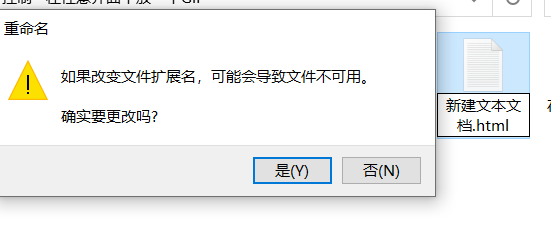 重命名
如果改变文件扩展名，可能会导致文件不可用。
确实要更改吗?
是(Y)
否(N)
新建文本文
档.html